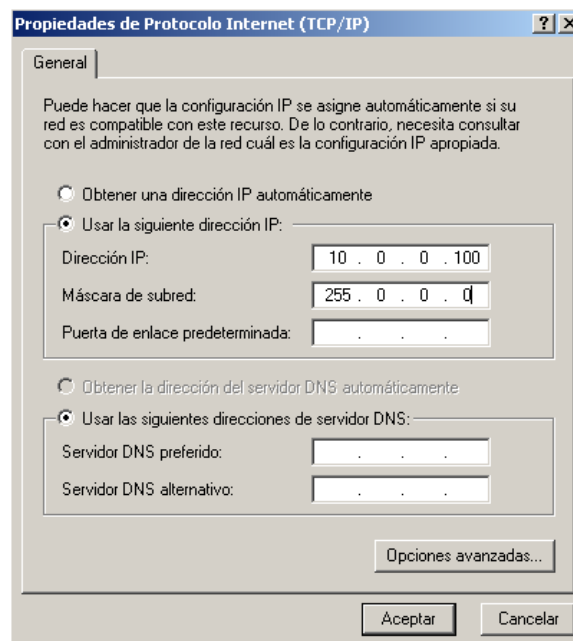 Propiedades de Protocolo Internet (TCP/IP)
General
Puede hacer que la configuración IP se asigne automáticamente si su
red es compatible con este recurso. De lo contrario, necesita consultar
con el administrador de la red cuál es la configuración IP apropiada.
Obtener una dirección IP automáticamente
Usar la siguiente dirección IP:
Dirección IP: 10 . 0 . 0 . 100
Máscara de subred: 255 . 0 . 0 . 0
Puerta de enlace predeterminada: . . .
Obtener la dirección del servidor DNS automáticamente
Usar las siguientes direcciones de servidor DNS:
Servidor DNS preferido: . . .
Servidor DNS alternativo: . . .
Opciones avanzadas...
Aceptar Cancelar